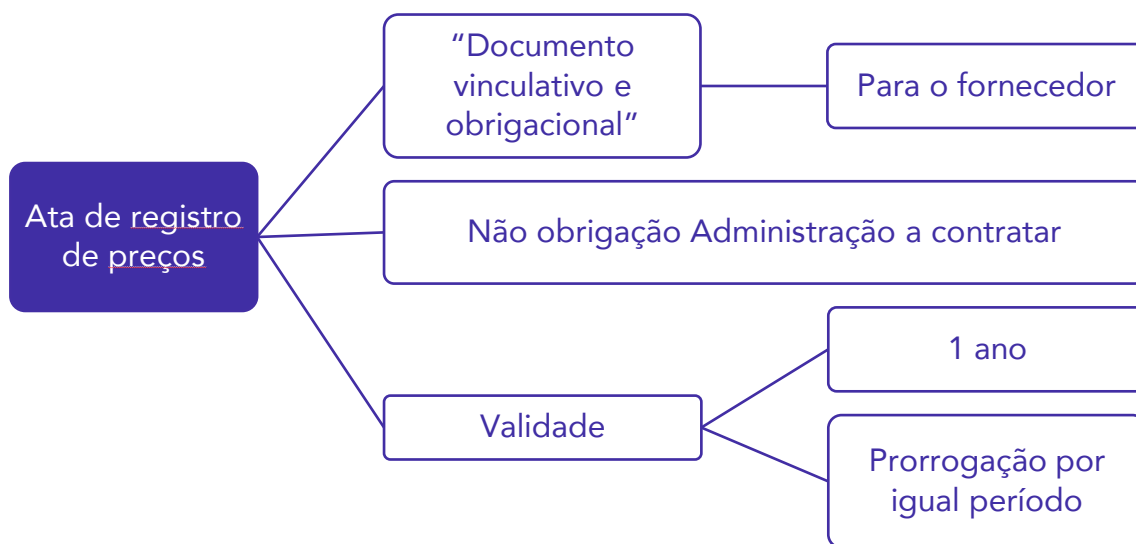 Ata de registro
de preços
“Documento
vinculativo e
obrigacional”
Para o fornecedor
Não obrigação Administração a contratar
Validade
1 ano
Prorrogação por
igual período